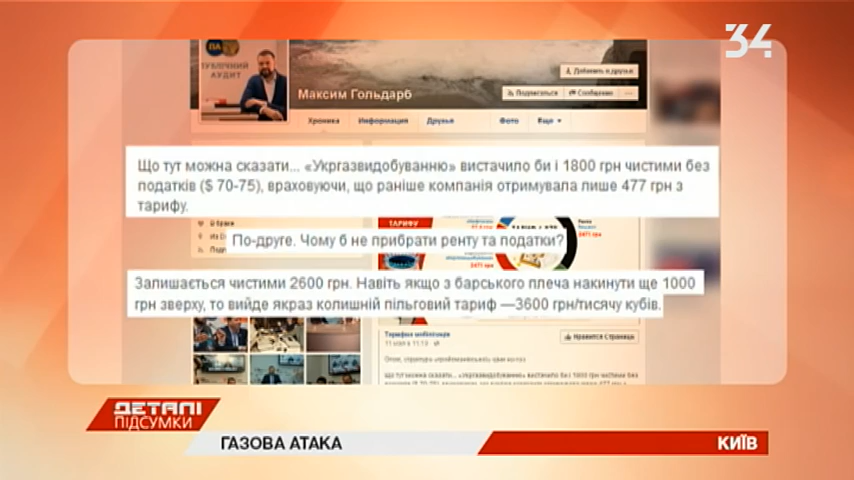 34
ПУБЛІЧНИЙ
АУДИТ
Максим Гольдарб
Добавить в друзья
Подписаться
Сообщение
Хроника Информация Друзья Фото Еще
Що тут можна сказати... «Укргазвидобуванню» вистачило би і 1800 грн чистими без
податків ($ 70-75), враховуючи, що раніше компанія отримувала лише 477 грн з
тарифу.
По-друге. Чому б не прибрати ренту та податки?
Залишається чистими 2600 грн. Навіть якщо з барського плеча накинути ще 1000
грн зверху, то вийде якраз колишній пільговий тариф —3600 грн/тисячу кубів.
Нравится Страница
ДЕТАЛІ
ПІДСУМКИ
ГАЗОВА АТАКА
КИЇВ